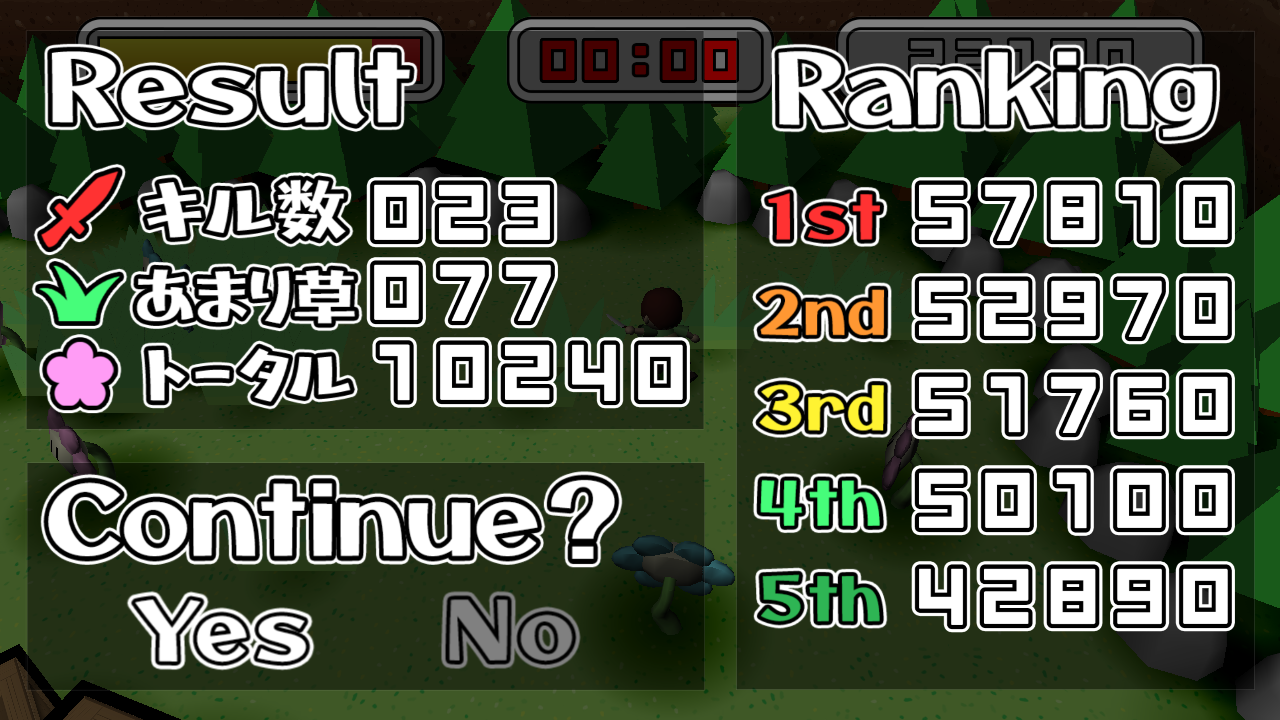 00:00
Result
キル数 023
あまり草 077
トータル 10240
Continue?
Yes No
Ranking
1st 57810
2nd 52970
3rd 51760
4th 50100
5th 42890